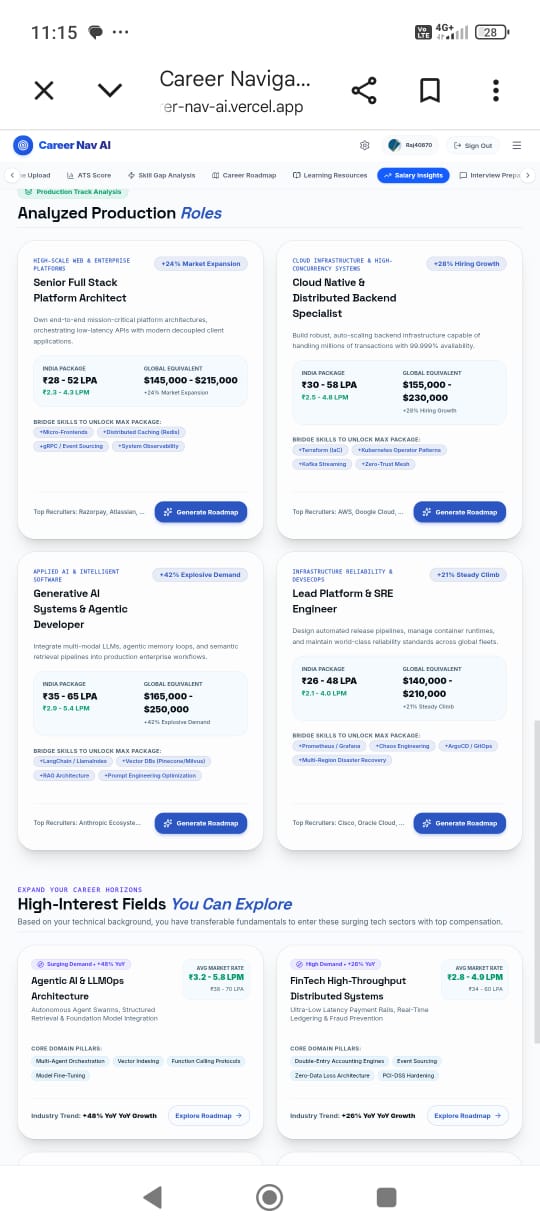 11:15
Vo LTE 4G+ 28
Career Naviga...
er-nav-ai.vercel.app
Career Nav AI
Raj40870
Sign Out
e Upload
ATS Score
Skill Gap Analysis
Career Roadmap
Learning Resources
Salary Insights
Interview Prep
Production Track Analysis
Analyzed Production Roles
HIGH-SCALE WEB & ENTERPRISE
PLATFORMS
+24% Market Expansion
Senior Full Stack
Platform Architect
Own end-to-end mission-critical platform architectures,
orchestrating low-latency APIs with modern decoupled client
applications.
INDIA PACKAGE
₹28 - 52 LPA
₹2.3 - 4.3 LPM
GLOBAL EQUIVALENT
$145,000 - $215,000
+24% Market Expansion
BRIDGE SKILLS TO UNLOCK MAX PACKAGE:
+Micro-Frontends
+Distributed Caching (Redis)
+gRPC / Event Sourcing
+System Observability
Top Recruiters: Razorpay, Atlassian, ...
Generate Roadmap
CLOUD INFRASTRUCTURE & HIGH-
CONCURRENCY SYSTEMS
+28% Hiring Growth
Cloud Native &
Distributed Backend
Specialist
Build robust, auto-scaling backend infrastructure capable of
handling millions of transactions with 99.999% availability.
INDIA PACKAGE
₹30 - 58 LPA
₹2.5 - 4.8 LPM
GLOBAL EQUIVALENT
$155,000 -
$230,000
+28% Hiring Growth
BRIDGE SKILLS TO UNLOCK MAX PACKAGE:
+Terraform (IaC)
+Kubernetes Operator Patterns
+Kafka Streaming
+Zero-Trust Mesh
Top Recruiters: AWS, Google Cloud, ...
Generate Roadmap
APPLIED AI & INTELLIGENT
SOFTWARE
+42% Explosive Demand
Generative AI
Systems & Agentic
Developer
Integrate multi-modal LLMs, agentic memory loops, and semantic
retrieval pipelines into production enterprise workflows.
INDIA PACKAGE
₹35 - 65 LPA
₹2.9 - 5.4 LPM
GLOBAL EQUIVALENT
$165,000 -
$250,000
+42% Explosive Demand
BRIDGE SKILLS TO UNLOCK MAX PACKAGE:
+LangChain / LlamaIndex
+Vector DBs (Pinecone/Milvus)
+RAG Architecture
+Prompt Engineering Optimization
Top Recruiters: Anthropic Ecosyste...
Generate Roadmap
INFRASTRUCTURE RELIABILITY &
DEVSECOPS
+21% Steady Climb
Lead Platform & SRE
Engineer
Design automated release pipelines, manage container runtimes,
and maintain world-class reliability standards across global fleets.
INDIA PACKAGE
₹26 - 48 LPA
₹2.1 - 4.0 LPM
GLOBAL EQUIVALENT
$140,000 -
$210,000
+21% Steady Climb
BRIDGE SKILLS TO UNLOCK MAX PACKAGE:
+Prometheus / Grafana
+Chaos Engineering
+ArgoCD / GitOps
+Multi-Region Disaster Recovery
Top Recruiters: Cisco, Oracle Cloud, ...
Generate Roadmap
EXPAND YOUR CAREER HORIZONS
High-Interest Fields You Can Explore
Based on your technical background, you have transferable fundamentals to enter these surging tech sectors with top compensation.
Surging Demand • +48% YoY
Agentic AI & LLMOps
Architecture
Autonomous Agent Swarms, Structured
Retrieval & Foundation Model Integration
AVG MARKET RATE
₹3.2 - 5.8 LPM
₹38 - 70 LPA
CORE DOMAIN PILLARS:
Multi-Agent Orchestration
Vector Indexing
Function Calling Protocols
Model Fine-Tuning
Industry Trend: +48% YoY YoY Growth
Explore Roadmap →
High Demand • +26% YoY
FinTech High-Throughput
Distributed Systems
Ultra-Low Latency Payment Rails, Real-Time
Ledgering & Fraud Prevention
AVG MARKET RATE
₹2.8 - 4.9 LPM
₹34 - 60 LPA
CORE DOMAIN PILLARS:
Double-Entry Accounting Engines
Event Sourcing
Zero-Data Loss Architecture
PCI-DSS Hardening
Industry Trend: +26% YoY YoY Growth
Explore Roadmap →